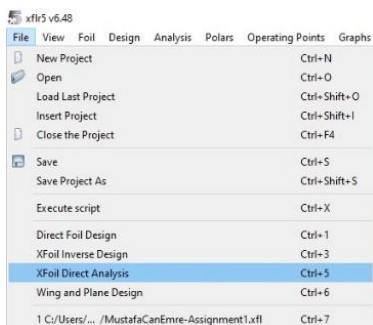 xflr5 v6.48
File View Foil Design Analysis Polars Operating Points Graphs
New Project Ctrl+N
Open Ctrl+O
Load Last Project Ctrl+Shift+O
Insert Project Ctrl+Shift+I
Close the Project Ctrl+F4
Save Ctrl+S
Save Project As Ctrl+Shift+S
Execute script Ctrl+X
Direct Foil Design Ctrl+1
XFoil Inverse Design Ctrl+3
XFoil Direct Analysis Ctrl+5
Wing and Plane Design Ctrl+6
1 C:/Users/... /MustafaCanEmre-Assignment1.xfl Ctrl+7